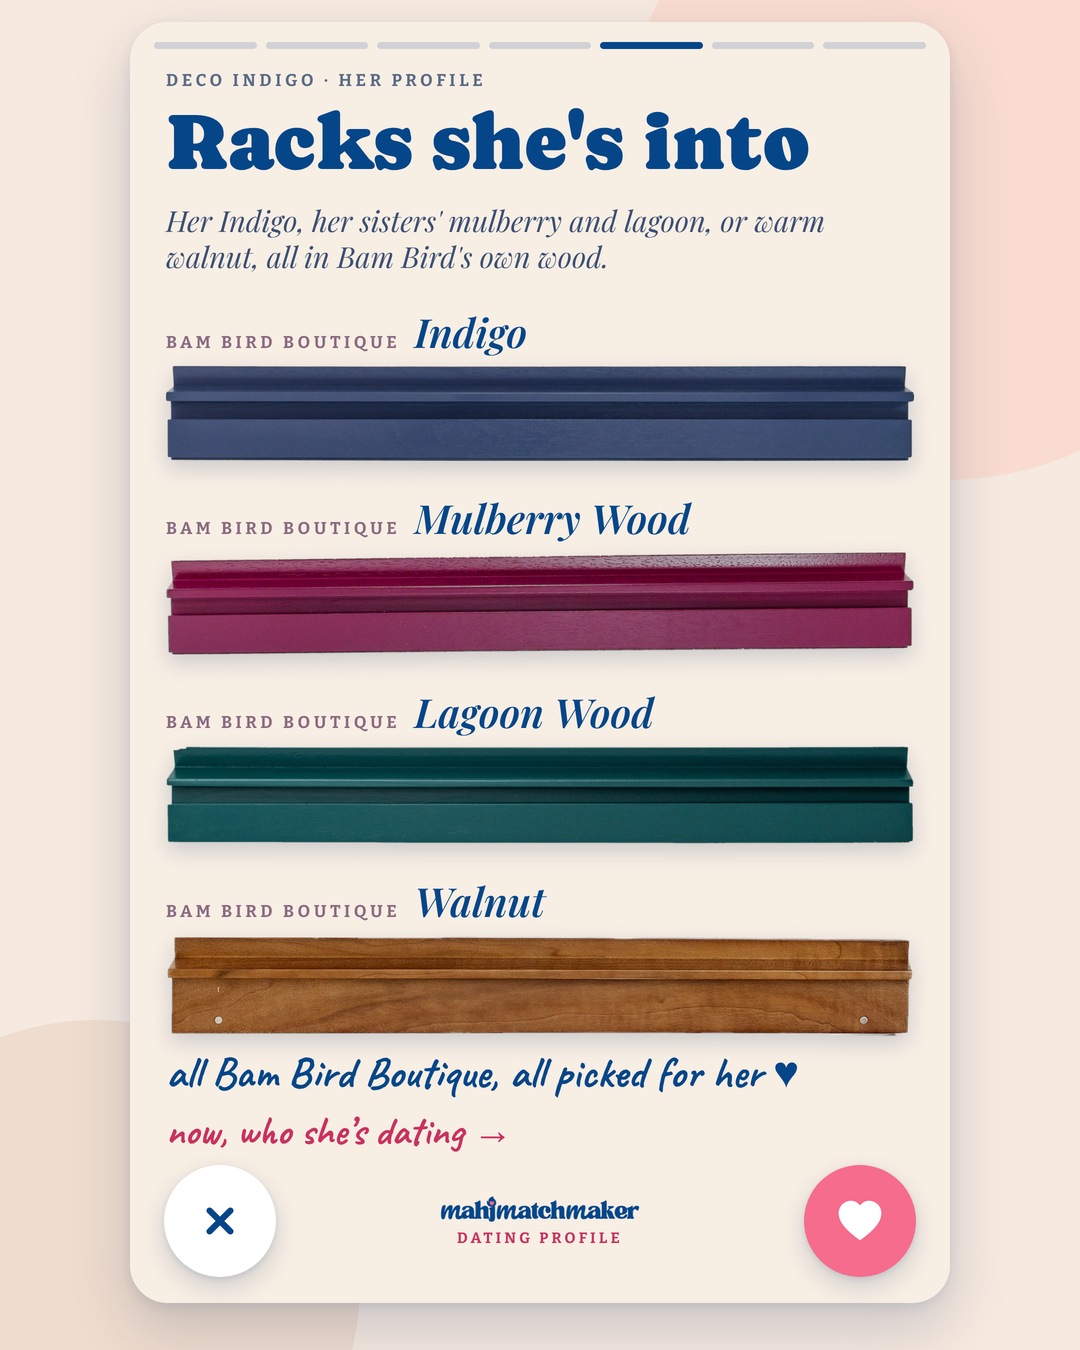 DECO INDIGO · HER PROFILE
Racks she's into
Her Indigo, her sisters' mulberry and lagoon, or warm
walnut, all in Bam Bird's own wood.
BAM BIRD BOUTIQUE Indigo
BAM BIRD BOUTIQUE Mulberry Wood
BAM BIRD BOUTIQUE Lagoon Wood
BAM BIRD BOUTIQUE Walnut
all Bam Bird Boutique, all picked for her ♥
now, who she's dating →
mahjmatchmaker
DATING PROFILE